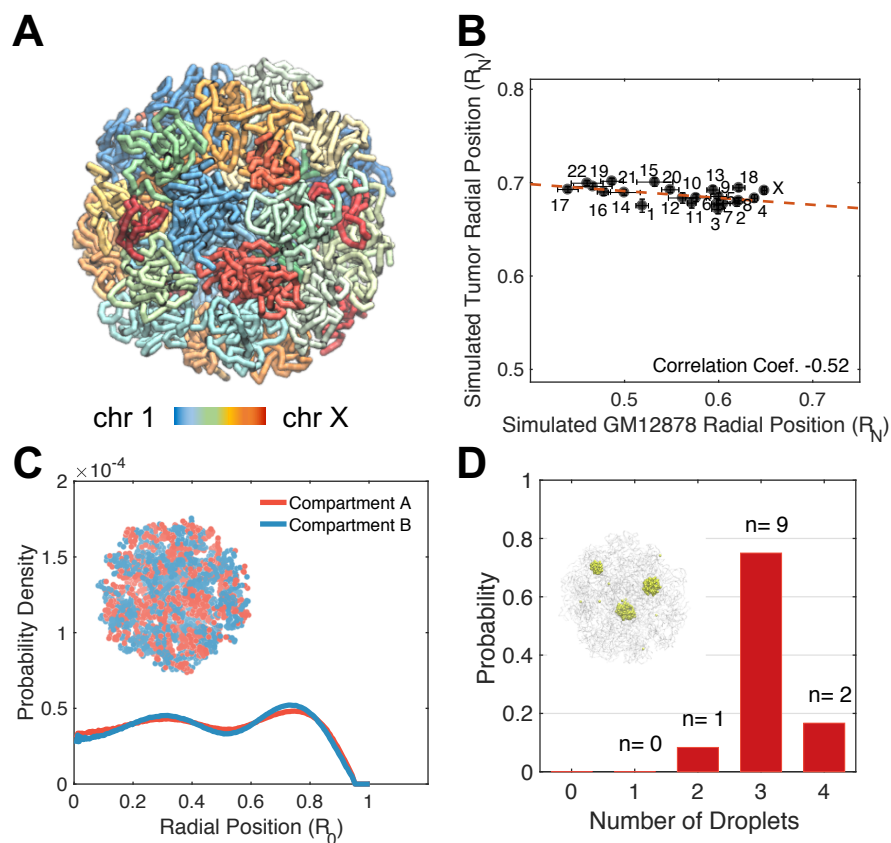 A
chr 1
chr X
B
Simulated Tumor Radial Position (R_N)
0.8
0.7
0.6
0.5
22 19 21 15 20 10 13 9 18
17 16 14 1 12 11 6 3 7 2 8 4 X
Correlation Coef. -0.52
0.5 0.6 0.7
Simulated GM12878 Radial Position (R_N)
C
×10^-4
2
1.5
1
0.5
0
Probability Density
Compartment A
Compartment B
0 0.2 0.4 0.6 0.8 1
Radial Position (R_0)
D
1
0.8
0.6
0.4
0.2
0
Probability
n= 0
n= 1
n= 9
n= 2
0 1 2 3 4
Number of Droplets